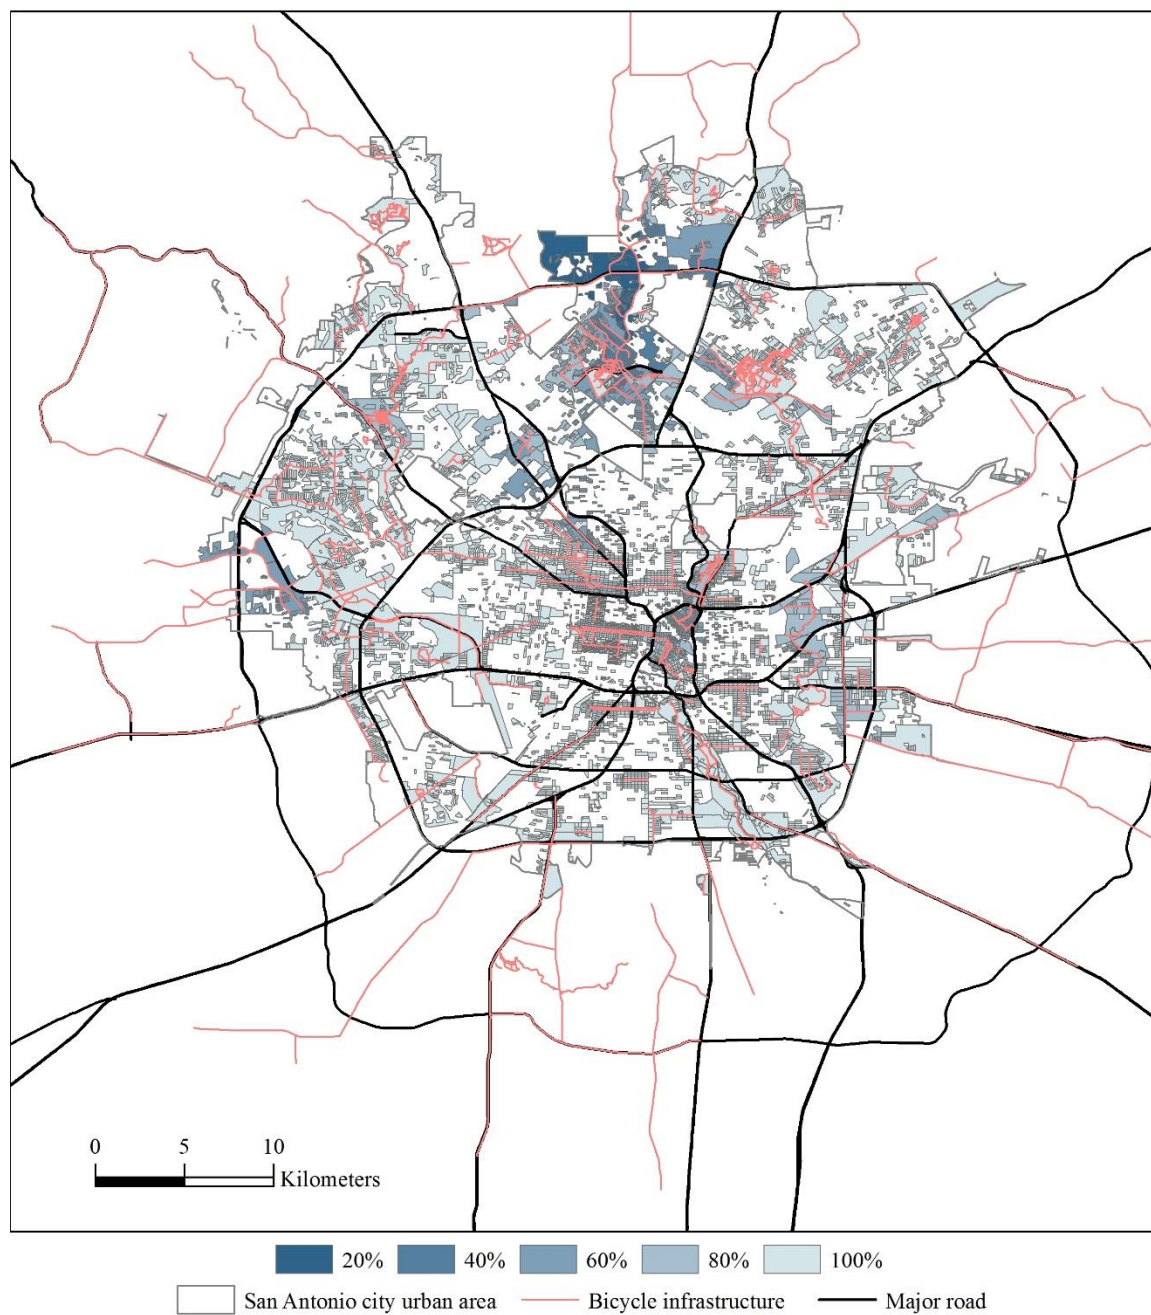 0 5 10
Kilometers
20% 40% 60% 80% 100%
San Antonio city urban area Bicycle infrastructure Major road